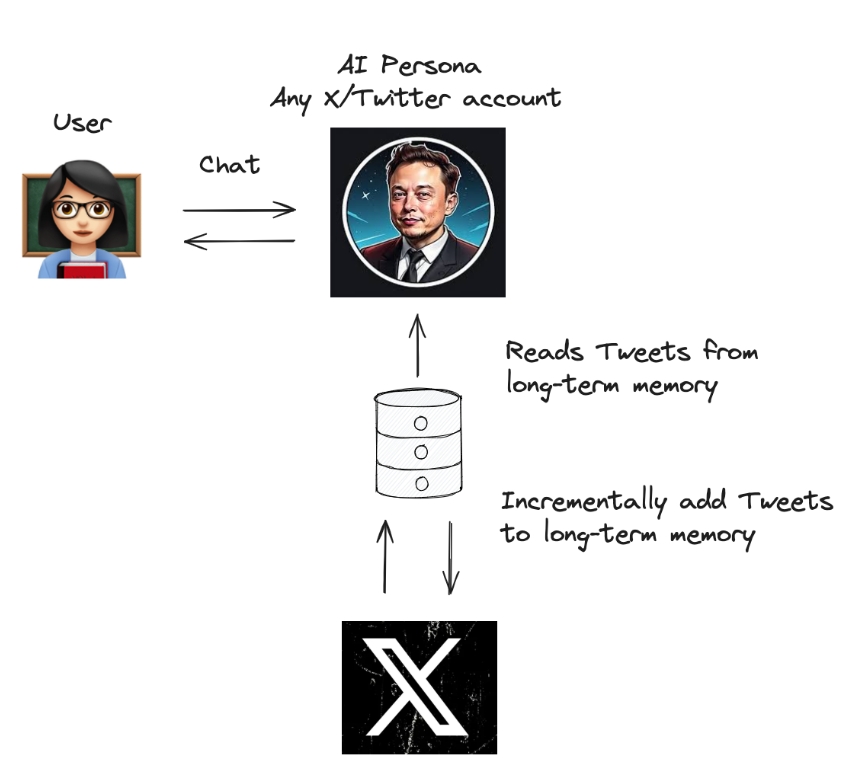 AI Persona
Any X/Twitter account
User
Chat
Reads Tweets from
long-term memory
Incrementally add Tweets
to long-term memory
X